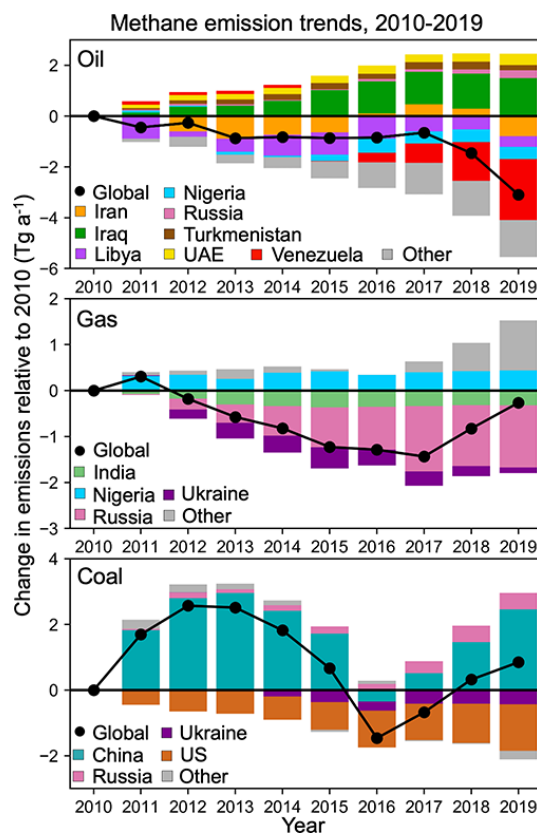 Methane emission trends, 2010-2019
Change in emissions relative to 2010 (Tg a⁻¹)
Oil
2
0
−2
−4
−6
Global
Iran
Iraq
Libya
Nigeria
Russia
Turkmenistan
UAE
Venezuela
Other
2010 2011 2012 2013 2014 2015 2016 2017 2018 2019
Gas
2
1
0
−1
−2
−3
Global
India
Nigeria
Russia
Ukraine
Other
2010 2011 2012 2013 2014 2015 2016 2017 2018 2019
Coal
4
2
0
−2
Global
China
Russia
Ukraine
US
Other
2010 2011 2012 2013 2014 2015 2016 2017 2018 2019
Year